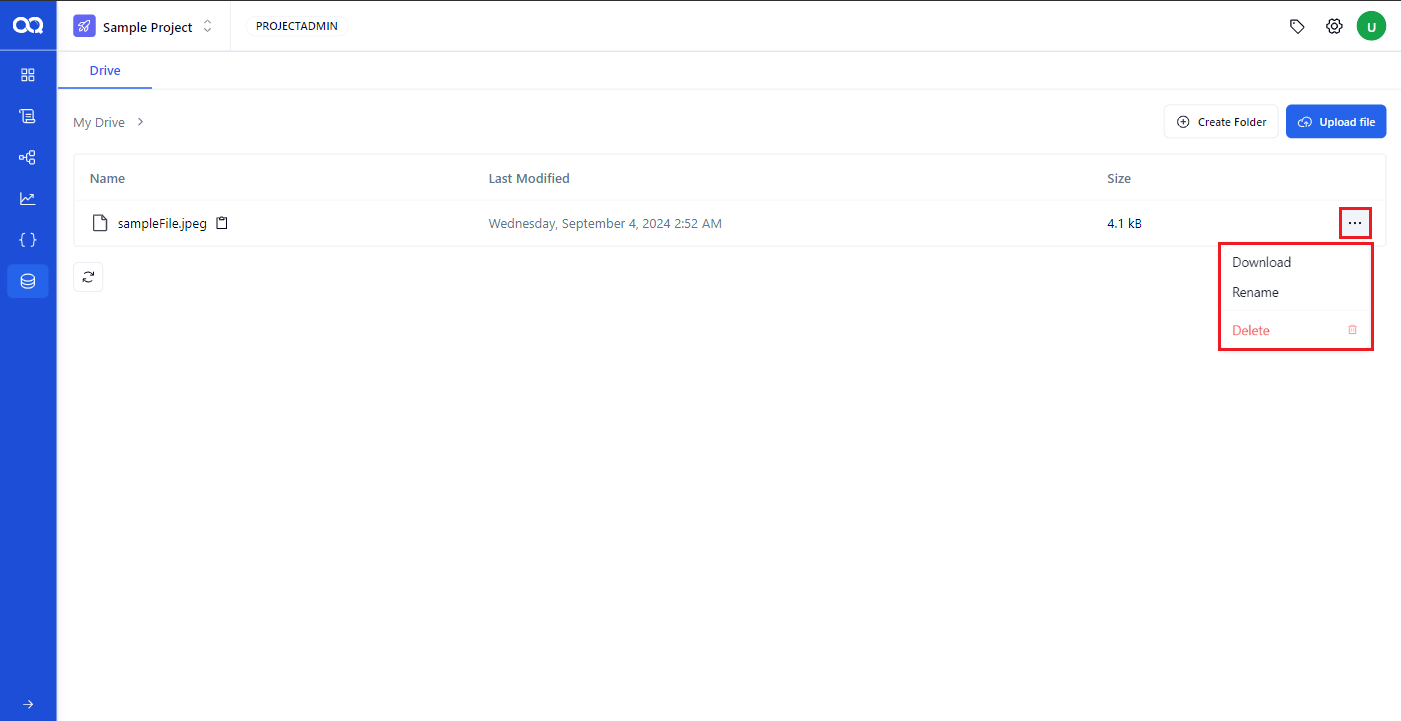 Sample Project
PROJECTADMIN
U
Drive
My Drive
Create Folder
Upload file
Name
Last Modified
Size
sampleFile.jpeg
Wednesday, September 4, 2024 2:52 AM
4.1 kB
Download
Rename
Delete